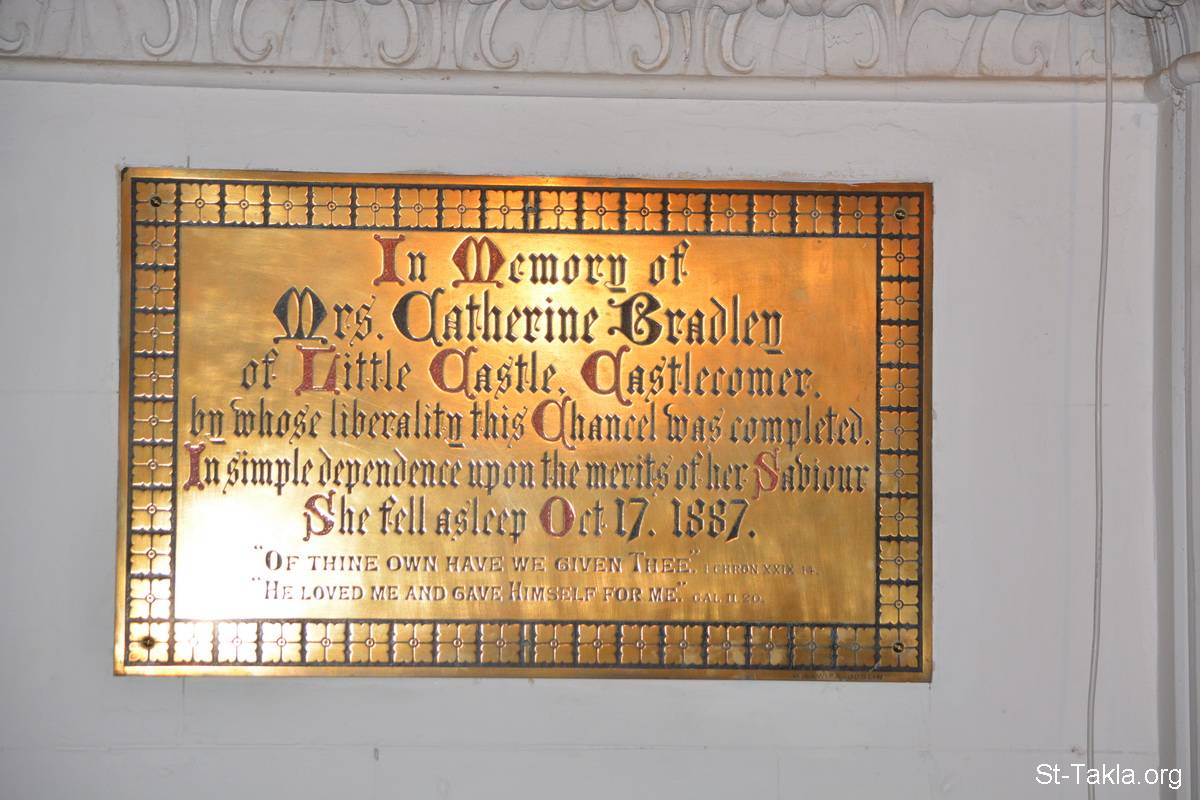 In Memory of
Mrs. Catherine Bradley
of Little Castle. Castlecomer.
by whose liberality this Chancel was completed.
In simple dependence upon the merits of her Saviour
She fell asleep Oct 17. 1887.
"OF THINE OWN HAVE WE GIVEN THEE". 1 CHRON. XXIX 14.
"HE LOVED ME AND GAVE HIMSELF FOR ME". GAL. II 20.
St-Takla.org